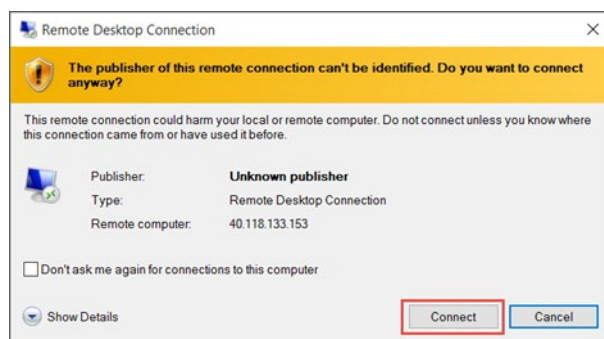 Remote Desktop Connection
The publisher of this remote connection can't be identified. Do you want to connect
anyway?
This remote connection could harm your local or remote computer. Do not connect unless you know where
this connection came from or have used it before.
Publisher: Unknown publisher
Type: Remote Desktop Connection
Remote computer: 40.118.133.153
Don't ask me again for connections to this computer
Show Details Connect Cancel